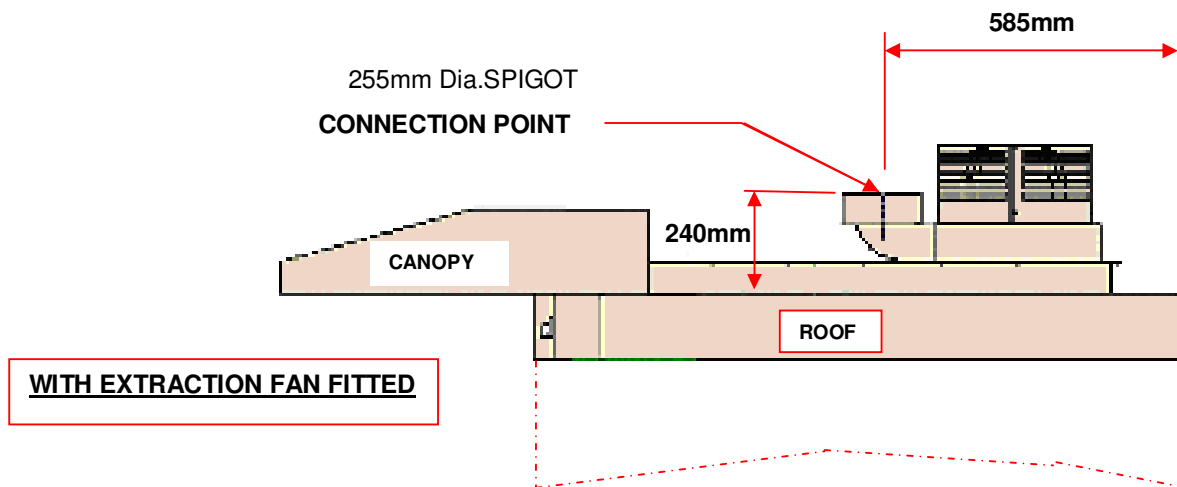 585mm
255mm Dia.SPIGOT
CONNECTION POINT
240mm
CANOPY
ROOF
WITH EXTRACTION FAN FITTED